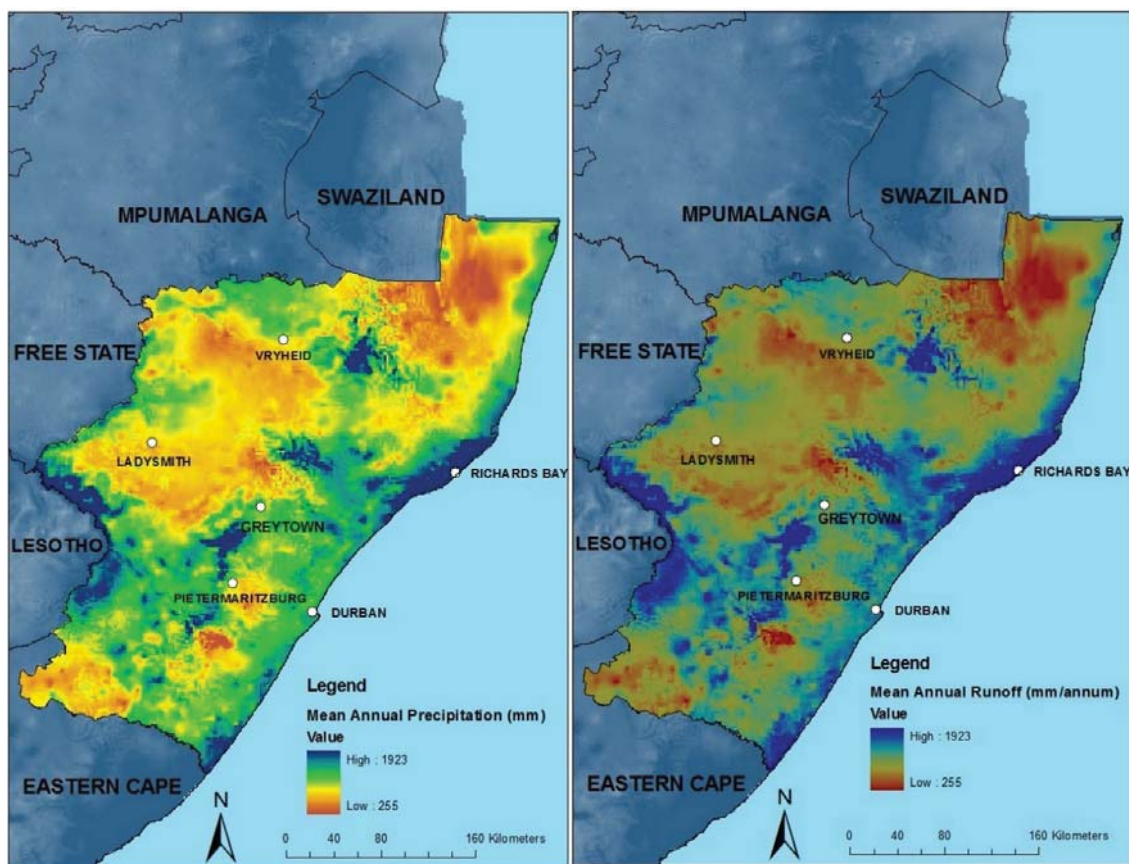 SWAZILAND
MPUMALANGA
FREE STATE
VRYHEID
LADYSMITH
RICHARDS BAY
GREYTOWN
LESOTHO
PIETERMARITZBURG
DURBAN
Legend
Mean Annual Precipitation (mm)
Value
High : 1923
Low : 255
EASTERN CAPE
N
0 40 80 160 Kilometers
SWAZILAND
MPUMALANGA
FREE STATE
VRYHEID
LADYSMITH
RICHARDS BAY
GREYTOWN
LESOTHO
PIETERMARITZBURG
DURBAN
Legend
Mean Annual Runoff (mm/annum)
Value
High : 1923
Low : 255
EASTERN CAPE
N
0 40 80 160 Kilometers